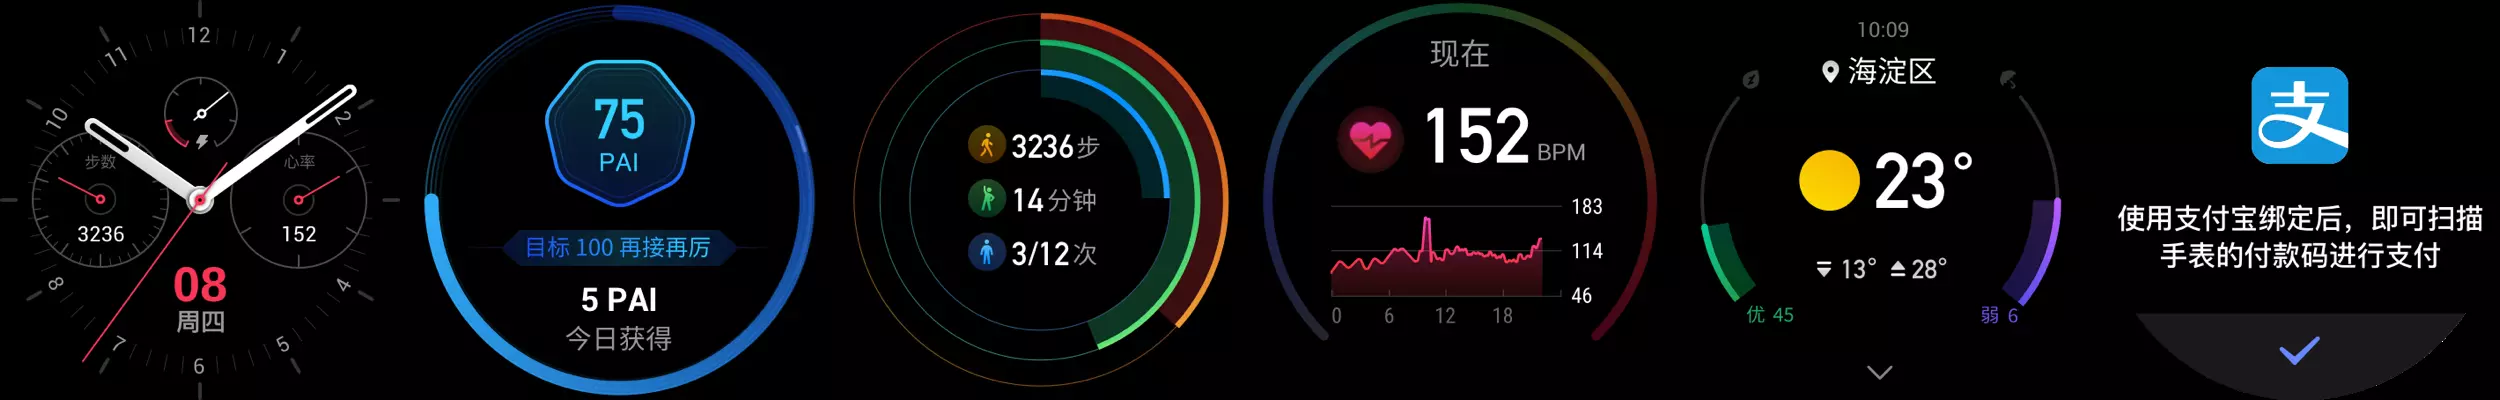 12
1
2
4
5
6
7
8
10
11
步数
3236
心率
152
08
周四
75
PAI
目标 100 再接再厉
5 PAI
今日获得
3236步
14分钟
3/12次
现在
152 BPM
183
114
46
0 6 12 18
10:09
海淀区
23°
13° 28°
优 45
弱 6
支
使用支付宝绑定后，即可扫描
手表的付款码进行支付